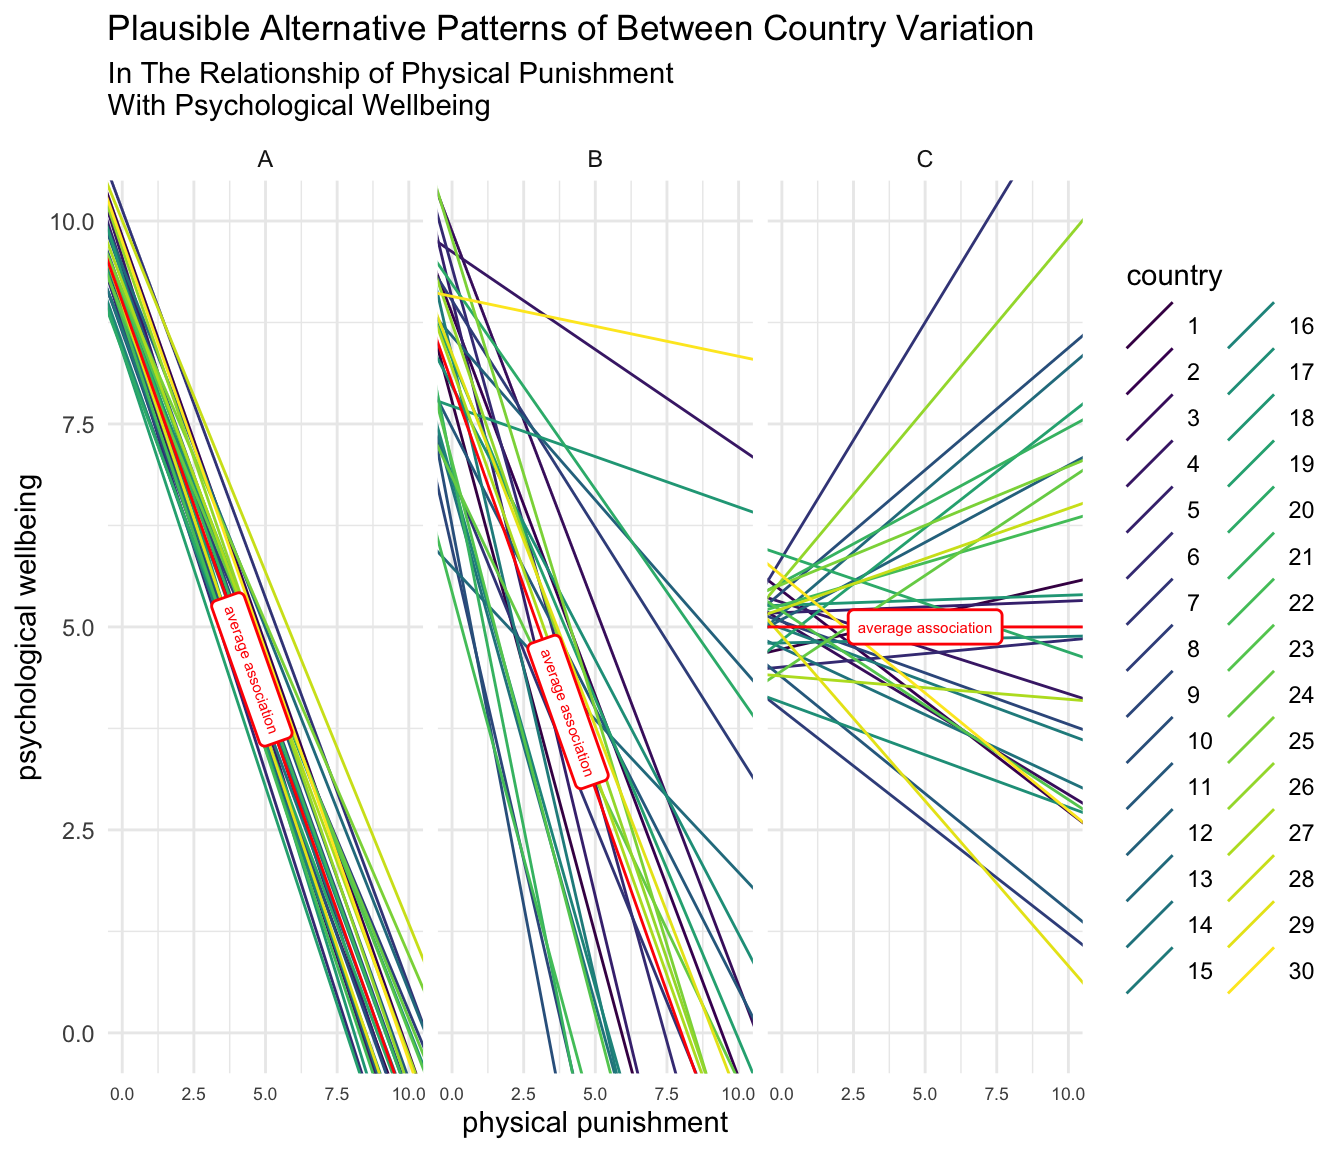 Plausible Alternative Patterns of Between Country Variation
In The Relationship of Physical Punishment
With Psychological Wellbeing
A
B
C
psychological wellbeing
10.0
7.5
5.0
2.5
0.0
average association
average association
average association
0.0 2.5 5.0 7.5 10.0
0.0 2.5 5.0 7.5 10.0
0.0 2.5 5.0 7.5 10.0
physical punishment
country
1
2
3
4
5
6
7
8
9
10
11
12
13
14
15
16
17
18
19
20
21
22
23
24
25
26
27
28
29
30